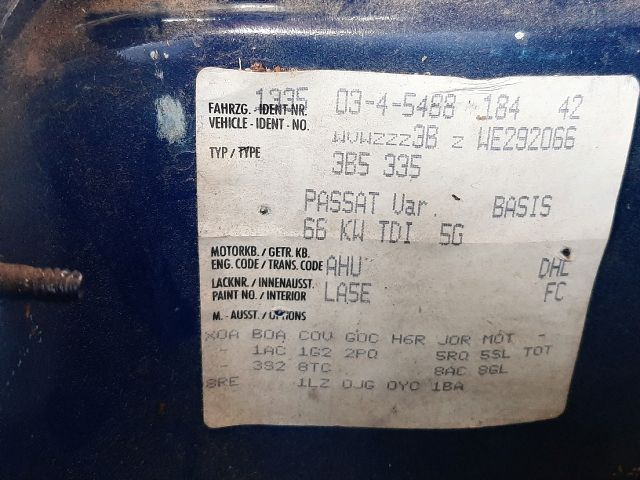 1335 03-4-5488 184 42
FAHRZG. - IDENT-NR.
VEHICLE - IDENT - NO. WVWZZZ3B Z WE292066
TYP / TYPE 3B5 335
PASSAT Var. BASIS
66 KW TDI 5G
MOTORKB. / GETR. KB.
ENG. CODE / TRANS. CODE AHU DHL
LACKNR. / INNENAUSST.
PAINT NO. / INTERIOR LA5E FC
M. - AUSST. / OPTIONS
X0A B0A C0V G0C H6R J0R M0T -
- 1AC 1G2 2PQ 5RQ 5SL T0T
- 3S2 8TC 8AC 8GL
8RE 1LZ 0JG 0YC 1BA